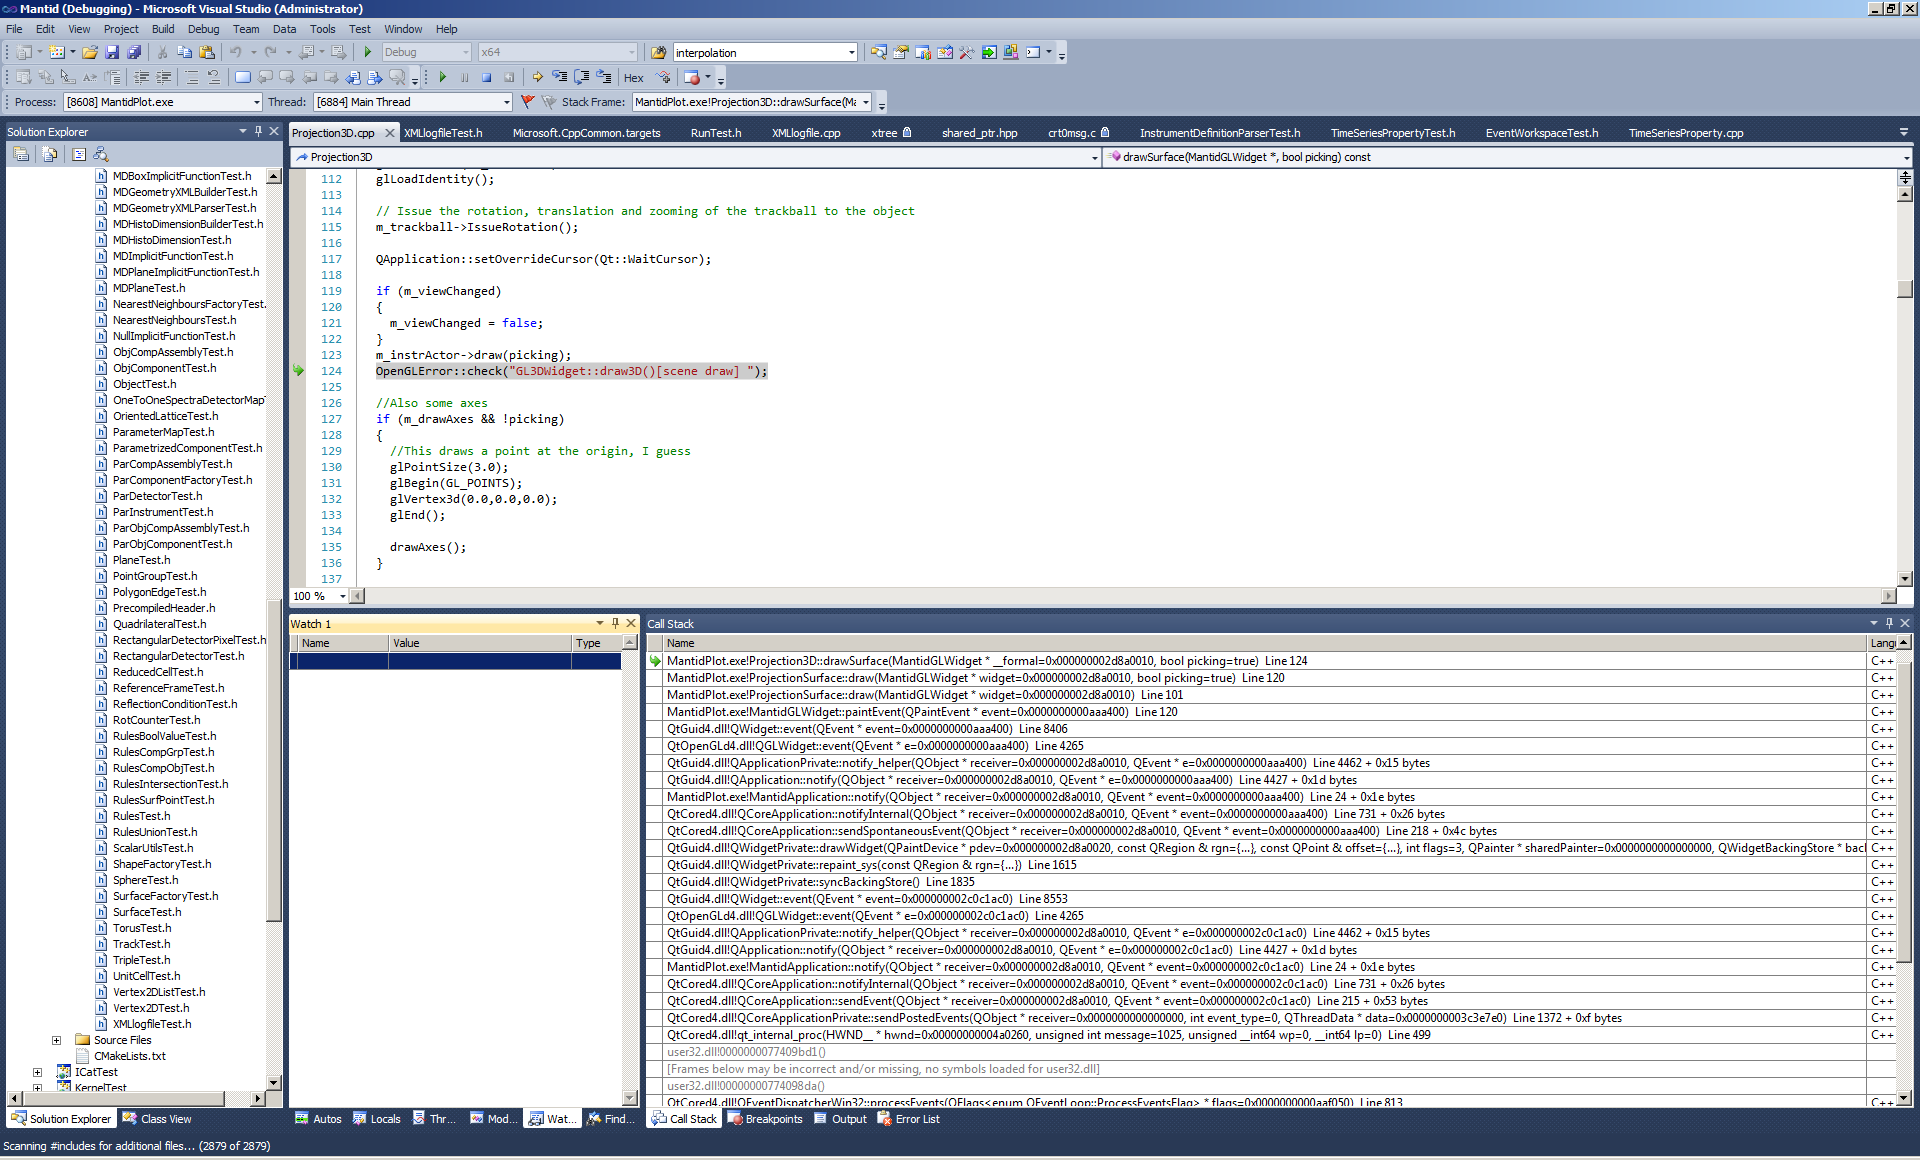 Mantid (Debugging) - Microsoft Visual Studio (Administrator)
File Edit View Project Build Debug Team Data Tools Test Window Help
Debug x64 interpolation
Hex
Process: [8608] MantidPlot.exe Thread: [6884] Main Thread Stack Frame: MantidPlot.exe!Projection3D::drawSurface(Ma
Solution Explorer
MDBoxImplicitFunctionTest.h
MDGeometryXMLBuilderTest.h
MDGeometryXMLParserTest.h
MDHistoDimensionBuilderTest.h
MDHistoDimensionTest.h
MDImplicitFunctionTest.h
MDPlaneImplicitFunctionTest.h
MDPlaneTest.h
NearestNeighboursFactoryTest.
NearestNeighboursTest.h
NullImplicitFunctionTest.h
ObjCompAssemblyTest.h
ObjComponentTest.h
ObjectTest.h
OneToOneSpectraDetectorMapT
OrientedLatticeTest.h
ParameterMapTest.h
ParametrizedComponentTest.h
ParCompAssemblyTest.h
ParComponentFactoryTest.h
ParDetectorTest.h
ParInstrumentTest.h
ParObjCompAssemblyTest.h
ParObjComponentTest.h
PlaneTest.h
PointGroupTest.h
PolygonEdgeTest.h
PrecompiledHeader.h
QuadrilateralTest.h
RectangularDetectorPixelTest.h
RectangularDetectorTest.h
ReducedCellTest.h
ReferenceFrameTest.h
ReflectionConditionTest.h
RotCounterTest.h
RulesBoolValueTest.h
RulesCompGrpTest.h
RulesCompObjTest.h
RulesIntersectionTest.h
RulesSurfPointTest.h
RulesTest.h
RulesUnionTest.h
ScalarUtilsTest.h
ShapeFactoryTest.h
SphereTest.h
SurfaceFactoryTest.h
SurfaceTest.h
TorusTest.h
TrackTest.h
TripleTest.h
UnitCellTest.h
Vertex2DListTest.h
Vertex2DTest.h
XMLlogfileTest.h
Source Files
CMakeLists.txt
ICatTest
KernelTest
Solution Explorer Class View
Projection3D.cpp XMLlogfileTest.h Microsoft.CppCommon.targets RunTest.h XMLlogfile.cpp xtree shared_ptr.hpp crt0msg.c InstrumentDefinitionParserTest.h TimeSeriesPropertyTest.h EventWorkspaceTest.h TimeSeriesProperty.cpp
Projection3D drawSurface(MantidGLWidget *, bool picking) const
112 glLoadIdentity();
113
114 // Issue the rotation, translation and zooming of the trackball to the object
115 m_trackball->IssueRotation();
116
117 QApplication::setOverrideCursor(Qt::WaitCursor);
118
119 if (m_viewChanged)
120 {
121 m_viewChanged = false;
122 }
123 m_instrActor->draw(picking);
124 OpenGLError::check("GL3DWidget::draw3D()[scene draw] ");
125
126 //Also some axes
127 if (m_drawAxes && !picking)
128 {
129 //This draws a point at the origin, I guess
130 glPointSize(3.0);
131 glBegin(GL_POINTS);
132 glVertex3d(0.0,0.0,0.0);
133 glEnd();
134
135 drawAxes();
136 }
137
100 %
Watch 1
Name Value Type
Autos Locals Thr... Mod... Wat... Find...
Call Stack
Name Lang
MantidPlot.exe!Projection3D::drawSurface(MantidGLWidget * __formal=0x000000002d8a0010, bool picking=true) Line 124 C++
MantidPlot.exe!ProjectionSurface::draw(MantidGLWidget * widget=0x000000002d8a0010, bool picking=true) Line 120 C++
MantidPlot.exe!ProjectionSurface::draw(MantidGLWidget * widget=0x000000002d8a0010) Line 101 C++
MantidPlot.exe!MantidGLWidget::paintEvent(QPaintEvent * event=0x0000000000aaa400) Line 120 C++
QtGuid4.dll!QWidget::event(QEvent * event=0x0000000000aaa400) Line 8406 C++
QtOpenGLd4.dll!QGLWidget::event(QEvent * e=0x0000000000aaa400) Line 4265 C++
QtGuid4.dll!QApplicationPrivate::notify_helper(QObject * receiver=0x000000002d8a0010, QEvent * e=0x0000000000aaa400) Line 4462 + 0x15 bytes C++
QtGuid4.dll!QApplication::notify(QObject * receiver=0x000000002d8a0010, QEvent * e=0x0000000000aaa400) Line 4427 + 0x1d bytes C++
MantidPlot.exe!MantidApplication::notify(QObject * receiver=0x000000002d8a0010, QEvent * event=0x0000000000aaa400) Line 24 + 0x1e bytes C++
QtCored4.dll!QCoreApplication::notifyInternal(QObject * receiver=0x000000002d8a0010, QEvent * event=0x0000000000aaa400) Line 731 + 0x26 bytes C++
QtCored4.dll!QCoreApplication::sendSpontaneousEvent(QObject * receiver=0x000000002d8a0010, QEvent * event=0x0000000000aaa400) Line 218 + 0x4c bytes C++
QtGuid4.dll!QWidgetPrivate::drawWidget(QPaintDevice * pdev=0x000000002d8a0020, const QRegion & rgn={...}, const QPoint & offset={...}, int flags=3, QPainter * sharedPainter=0x0000000000000000, QWidgetBackingStore * bac C++
QtGuid4.dll!QWidgetPrivate::repaint_sys(const QRegion & rgn={...}) Line 1615 C++
QtGuid4.dll!QWidgetPrivate::syncBackingStore() Line 1835 C++
QtGuid4.dll!QWidget::event(QEvent * event=0x000000002c0c1ac0) Line 8553 C++
QtOpenGLd4.dll!QGLWidget::event(QEvent * e=0x000000002c0c1ac0) Line 4265 C++
QtGuid4.dll!QApplicationPrivate::notify_helper(QObject * receiver=0x000000002d8a0010, QEvent * e=0x000000002c0c1ac0) Line 4462 + 0x15 bytes C++
QtGuid4.dll!QApplication::notify(QObject * receiver=0x000000002d8a0010, QEvent * e=0x000000002c0c1ac0) Line 4427 + 0x1d bytes C++
MantidPlot.exe!MantidApplication::notify(QObject * receiver=0x000000002d8a0010, QEvent * event=0x000000002c0c1ac0) Line 24 + 0x1e bytes C++
QtCored4.dll!QCoreApplication::notifyInternal(QObject * receiver=0x000000002d8a0010, QEvent * event=0x000000002c0c1ac0) Line 731 + 0x26 bytes C++
QtCored4.dll!QCoreApplication::sendEvent(QObject * receiver=0x000000002d8a0010, QEvent * event=0x000000002c0c1ac0) Line 215 + 0x53 bytes C++
QtCored4.dll!QCoreApplicationPrivate::sendPostedEvents(QObject * receiver=0x0000000000000000, int event_type=0, QThreadData * data=0x0000000003c3e7e0) Line 1372 + 0xf bytes C++
QtCored4.dll!qt_internal_proc(HWND__ * hwnd=0x00000000004a0260, unsigned int message=1025, unsigned __int64 wp=0, __int64 lp=0) Line 499 C++
user32.dll!0000000077409bd1()
[Frames below may be incorrect and/or missing, no symbols loaded for user32.dll]
user32.dll!00000000774098da()
QtCored4.dll!QEventDispatcherWin32::processEvents(QFlags<enum QEventLoop::ProcessEventsFlag> * flags=0x0000000000aaf050) Line 813 C++
Call Stack Breakpoints Output Error List
Scanning #includes for additional files... (2879 of 2879)